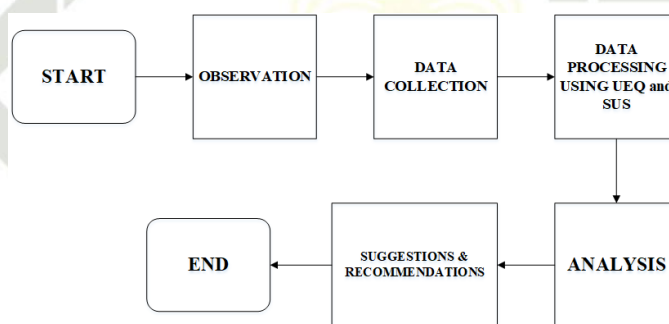 START
OBSERVATION
DATA
COLLECTION
DATA
PROCESSING
USING UEQ and
SUS
ANALYSIS
SUGGESTIONS &
RECOMMENDATIONS
END